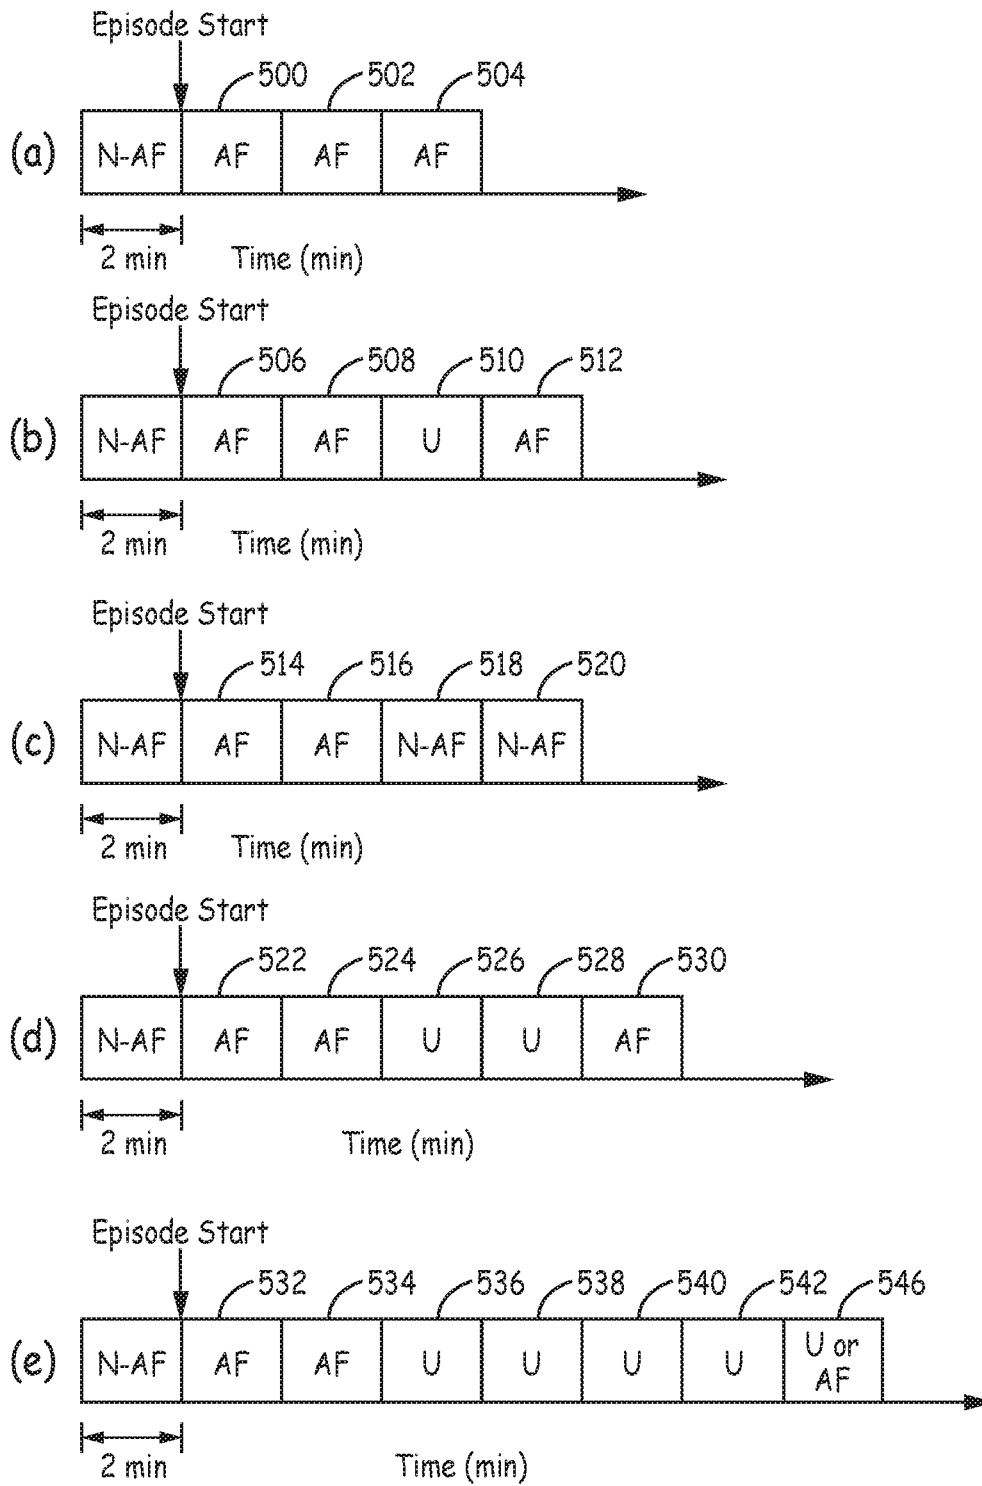 Episode Start
500 502 504
(a) N-AF AF AF AF
2 min Time (min)
Episode Start
506 508 510 512
(b) N-AF AF AF U AF
2 min Time (min)
Episode Start
514 516 518 520
(c) N-AF AF AF N-AF N-AF
2 min Time (min)
Episode Start
522 524 526 528 530
(d) N-AF AF AF U U AF
2 min Time (min)
Episode Start
532 534 536 538 540 542 546
(e) N-AF AF AF U U U U U or
AF
2 min Time (min)